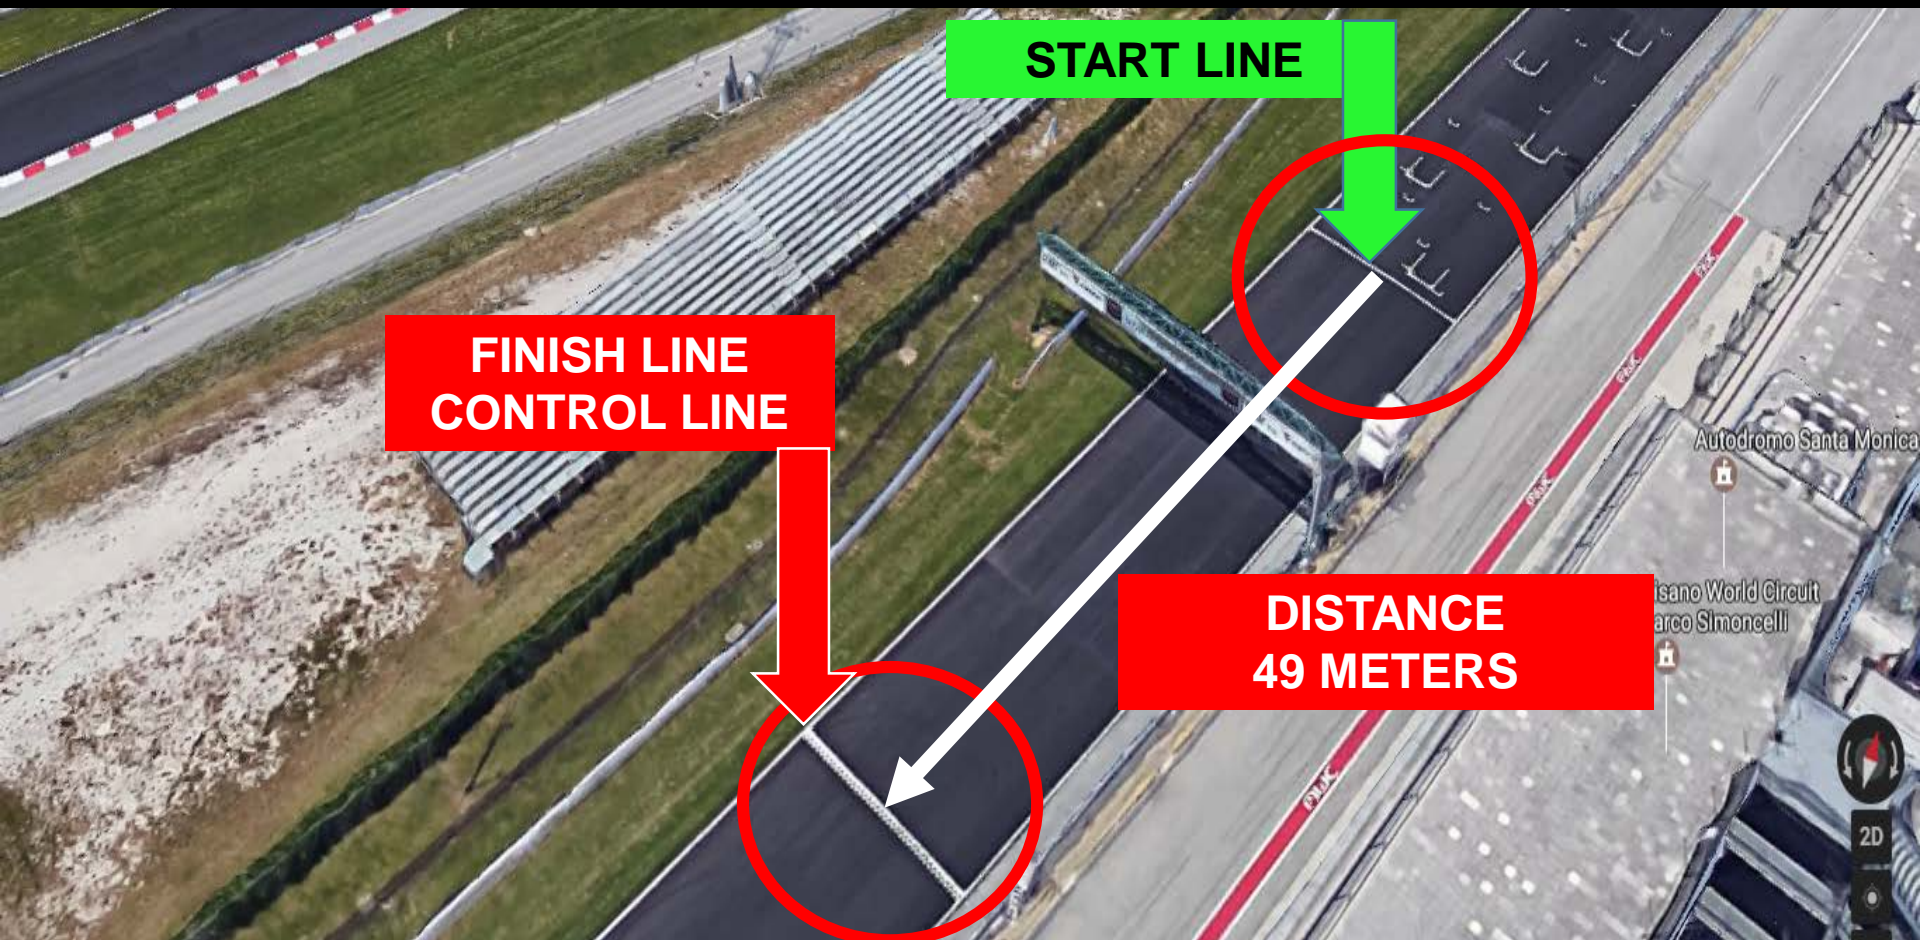 START LINE
FINISH LINE
CONTROL LINE
Autodromo Santa Monica
DISTANCE
49 METERS
isano World Circuit
arco Simoncelli
2D